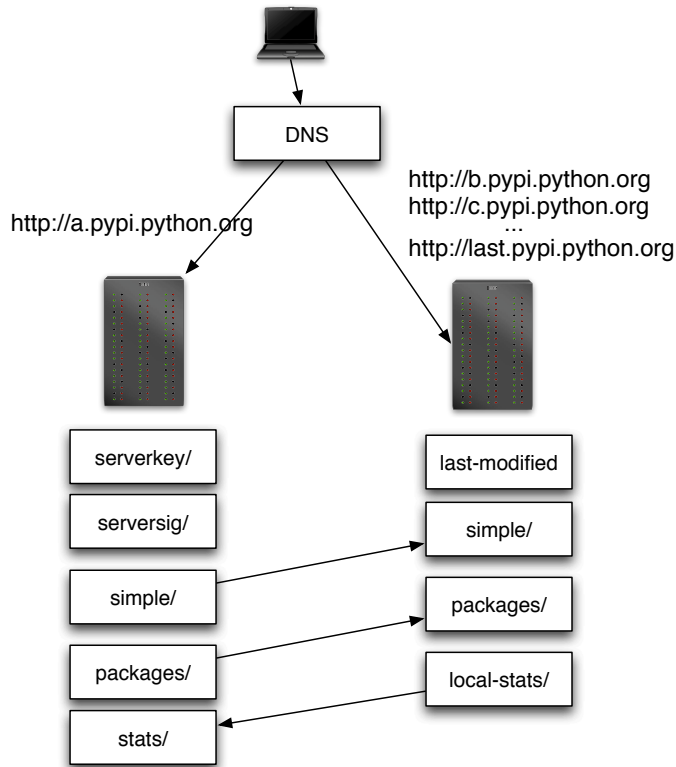 DNS
http://a.pypi.python.org
http://b.pypi.python.org
http://c.pypi.python.org
...
http://last.pypi.python.org
serverkey/
serversig/
simple/
packages/
stats/
last-modified
simple/
packages/
local-stats/